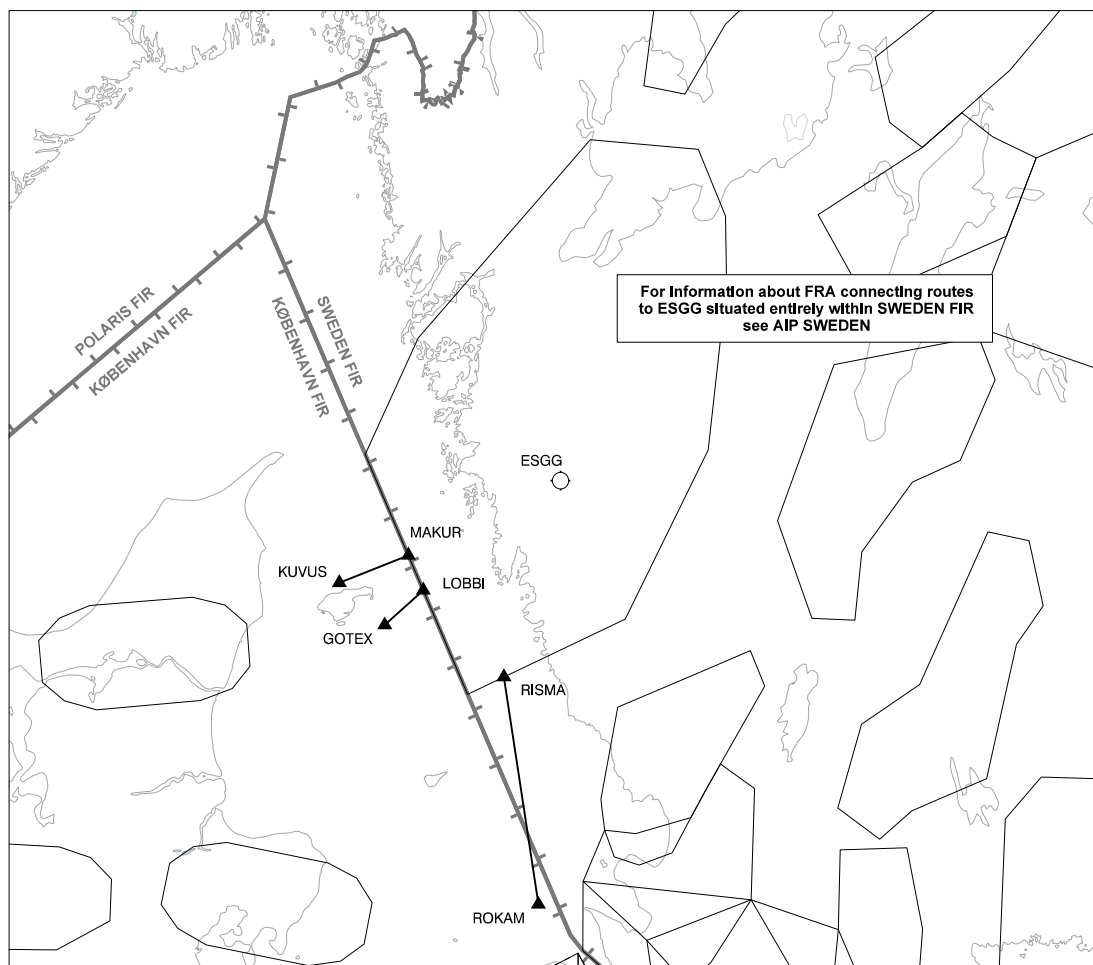 For Information about FRA connecting routes
to ESGG situated entirely within SWEDEN FIR
see AIP SWEDEN
POLARIS FIR
KØBENHAVN FIR
SWEDEN FIR
KØBENHAVN FIR
ESGG
MAKUR
KUVUS
LOBBI
GOTEX
RISMA
ROKAM